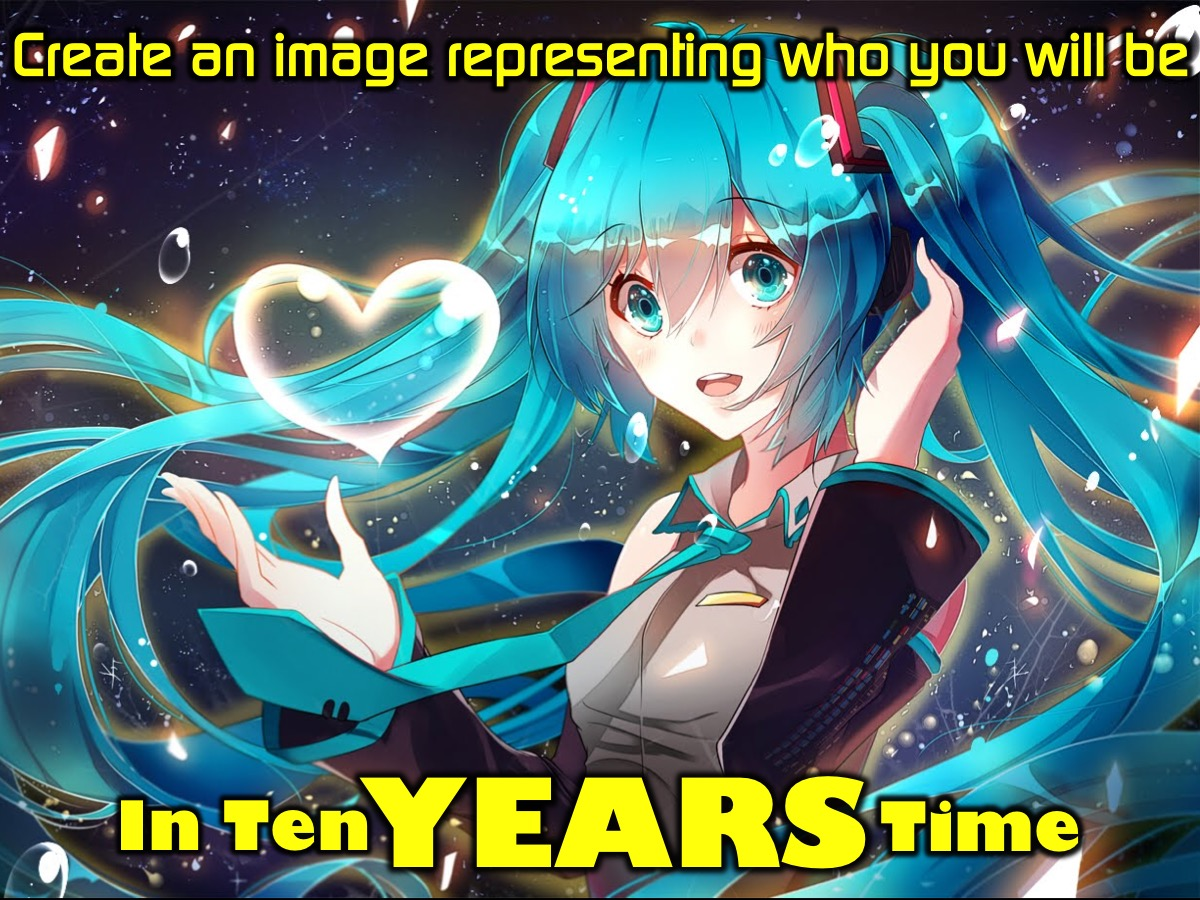 Create an image representing who you will be
In Ten YEARS Time